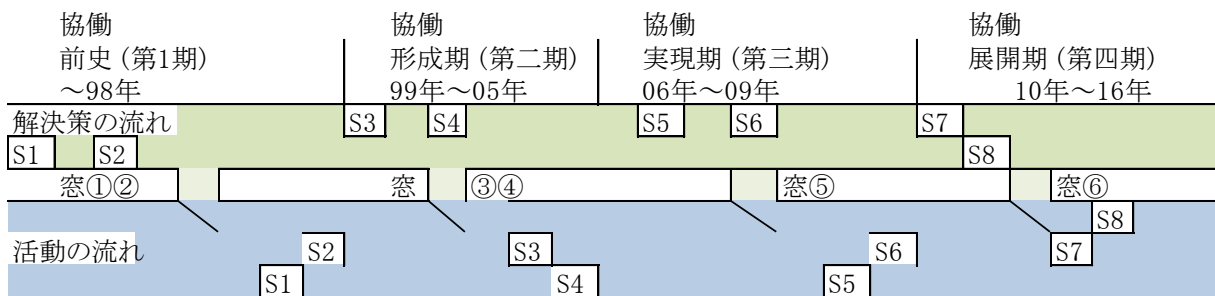 協働 協働 協働 協働
前史（第1期） 形成期（第二期） 実現期（第三期） 展開期（第四期）
～98年 99年～05年 06年～09年 10年～16年
解決策の流れ S3 S4 S5 S6 S7
S1 S2 S8
窓①② 窓 ③④ 窓⑤ 窓⑥
S8
活動の流れ S2 S3 S6 S7
S1 S4 S5